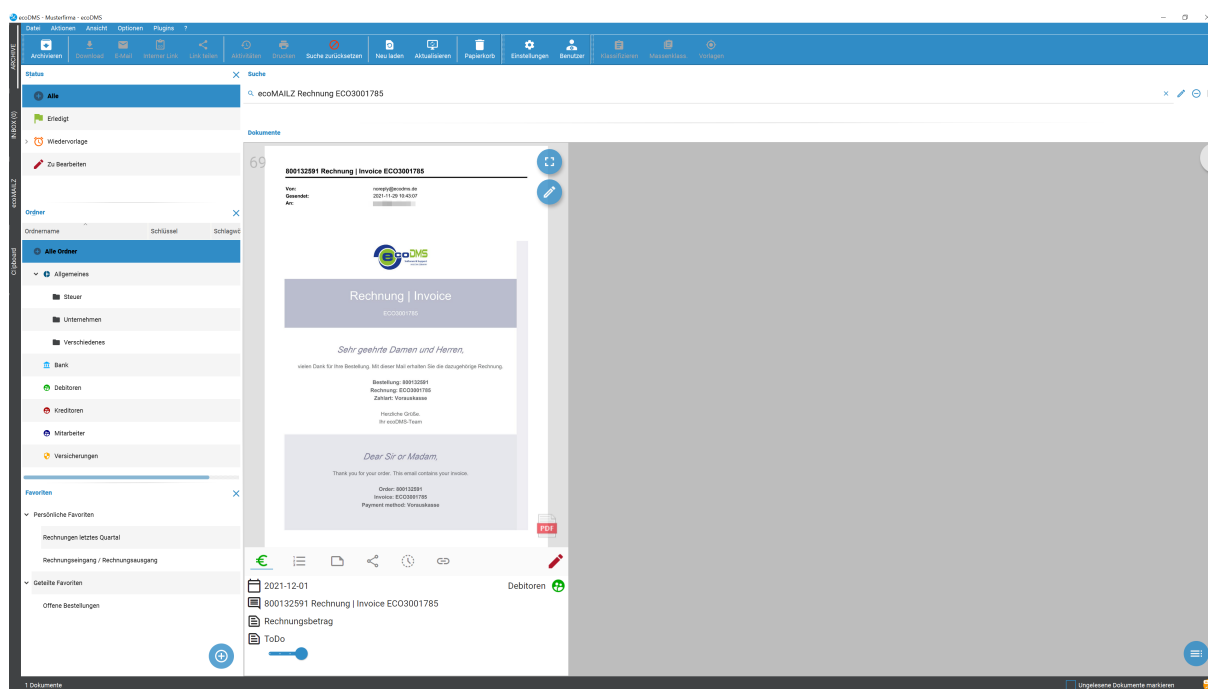 ecoDMS - Musterfirma - ecoDMS
Datei Aktionen Ansicht Optionen Plugins ?
Archivieren Download E-Mail Interner Link Link teilen Aktivitäten Drucken Suche zurücksetzen Neu laden Aktualisieren Papierkorb Einstellungen Benutzer Klassifizieren Massenklass. Vorlagen
ARCHIVE
INBOX (0)
ecoMAILZ
Clipboard
Status
Alle
Erledigt
Wiedervorlage
Zu Bearbeiten
Ordner
Ordnername Schlüssel
Alle Ordner
Allgemeines
Steuer
Unternehmen
Verschiedenes
Bank
Debitoren
Kreditoren
Mitarbeiter
Versicherungen
Favoriten
Persönliche Favoriten
Rechnungen letztes Quartal
Rechnungseingang / Rechnungsausgang
Geteilte Favoriten
Offene Bestellungen
Suche
ecoMAILZ Rechnung ECO3001785
Dokumente
69
800132591 Rechnung | Invoice ECO3001785
Von: noreply@ecodms.de
Gesendet: 2021-11-29 10:43:07
An:
ecoDMS
Rechnung | Invoice
ECO3001785
Sehr geehrte Damen und Herren,
vielen Dank für Ihre Bestellung. Mit dieser Mail erhalten Sie die dazugehörige Rechnung.
Bestellung: 800132591
Rechnung: ECO3001785
Zahlart: Vorauskasse
Herzliche Grüße.
Ihr ecoDMS-Team
Dear Sir or Madam,
Thank you for your order. This email contains your invoice.
Order: 800132591
Invoice: ECO3001785
Payment method: Vorauskasse
PDF
2021-12-01 Debitoren
800132591 Rechnung | Invoice ECO3001785
Rechnungsbetrag
ToDo
1 Dokumente
Ungelesene Dokumente markieren